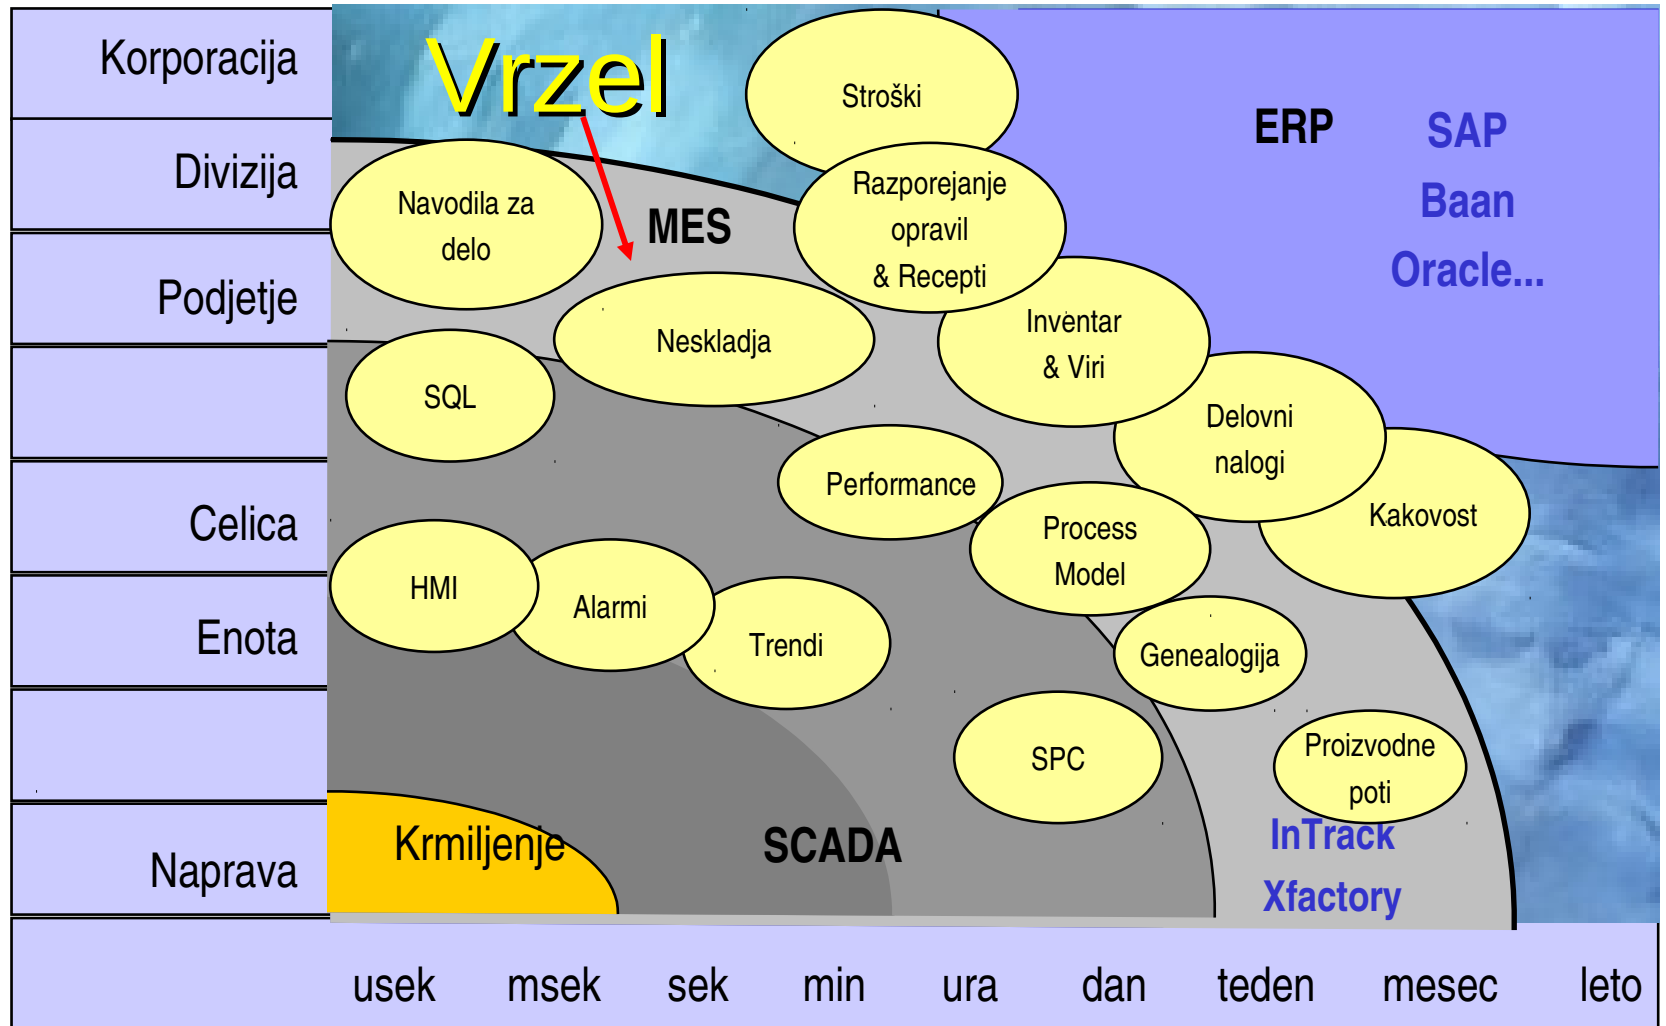 Korporacija
Vrzel
Stroški
ERP
SAP
Divizija
Navodila za
delo
MES
Razporejanje
opravil
& Recepti
Baan
Oracle...
Podjetje
Neskladja
Inventar
& Viri
SQL
Delovni
nalogi
Performance
Celica
Process
Model
Kakovost
HMI
Alarmi
Trendi
Enota
Genealogija
SPC
Proizvodne
poti
Naprava
Krmiljenje
SCADA
InTrack
Xfactory
usek msek sek min ura dan teden mesec leto